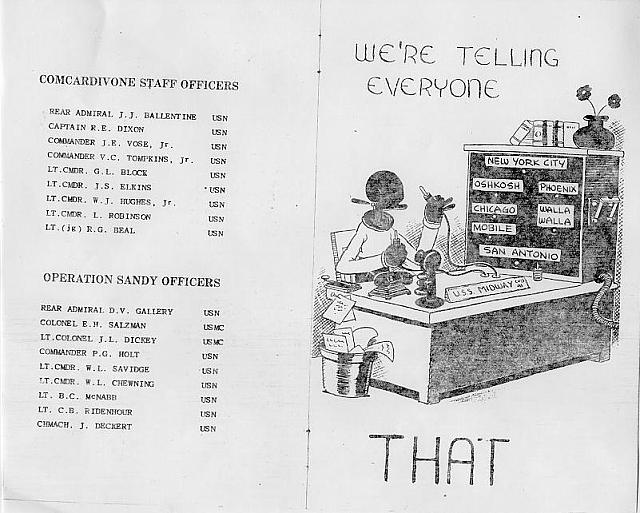 COMCARDIVONE STAFF OFFICERS
REAR ADMIRAL J.J. BALLENTINE USN
CAPTAIN R.E. DIXON USN
COMMANDER J.E. VOSE, Jr. USN
COMMANDER V.C. TOMPKINS, Jr. USN
LT.CMDR. G.L. BLOCK USN
LT.CMDR. J.S. ELKINS USN
LT.CMDR. W.J. HUGHES, Jr. USN
LT.CMDR. L. ROBINSON USN
LT.(jg) R.G. BEAL USN
OPERATION SANDY OFFICERS
REAR ADMIRAL D.V. GALLERY USN
COLONEL E.H. SALZMAN USMC
LT.COLONEL J.L. DICKEY USMC
COMMANDER P.G. HOLT USN
LT.CMDR. W.L. SAVIDGE USN
LT.CMDR. W.L. CHEWNING USN
LT. B.C. McNABB USN
LT. C.B. RIDENHOUR USN
CHMACH. J. DECKERT USN
WE'RE TELLING
EVERYONE
NEW YORK CITY
OSHKOSH PHOENIX
CHICAGO WALLA
WALLA
MOBILE
SAN ANTONIO
U.S.S. MIDWAY
THAT